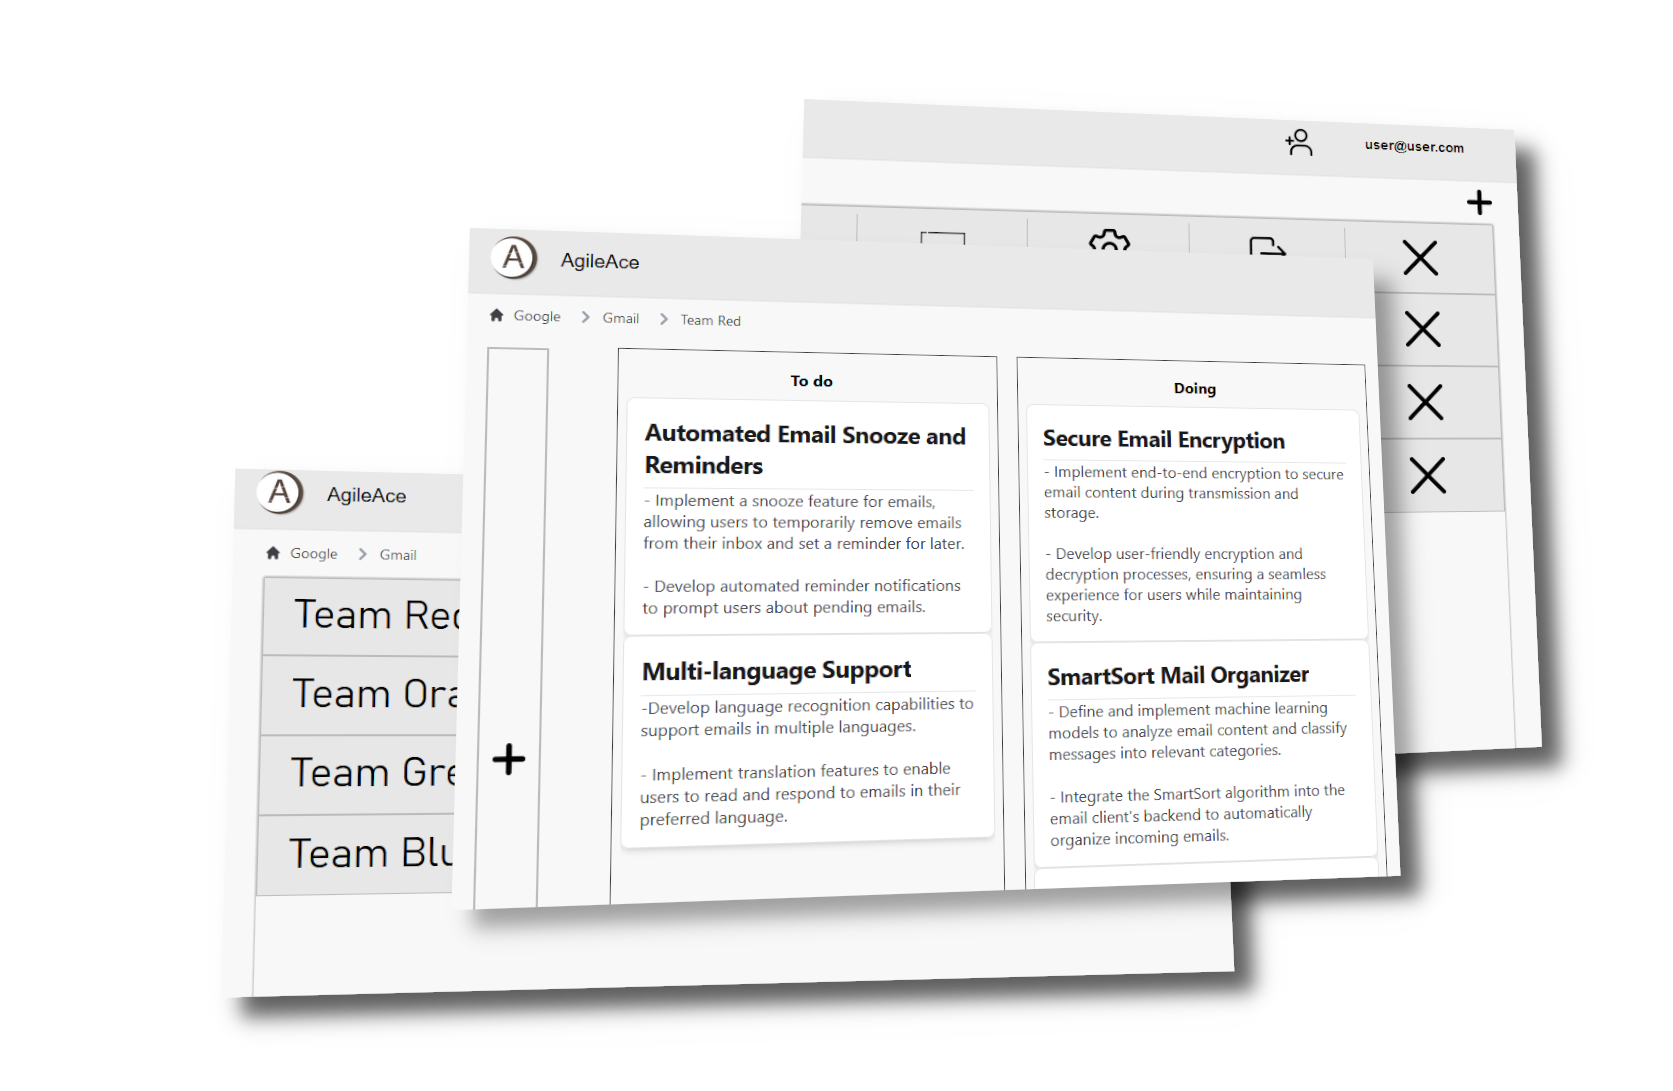 user@user.com
A AgileAce
Google > Gmail > Team Red
To do
Automated Email Snooze and
Reminders
- Implement a snooze feature for emails,
allowing users to temporarily remove emails
from their inbox and set a reminder for later.
- Develop automated reminder notifications
to prompt users about pending emails.
Multi-language Support
-Develop language recognition capabilities to
support emails in multiple languages.
- Implement translation features to enable
users to read and respond to emails in their
preferred language.
Doing
Secure Email Encryption
- Implement end-to-end encryption to secure
email content during transmission and
storage.
- Develop user-friendly encryption and
decryption processes, ensuring a seamless
experience for users while maintaining
security.
SmartSort Mail Organizer
- Define and implement machine learning
models to analyze email content and classify
messages into relevant categories.
- Integrate the SmartSort algorithm into the
email client's backend to automatically
organize incoming emails.
A AgileAce
Google > Gmail
Team Red
Team Ora
Team Gre
Team Blu